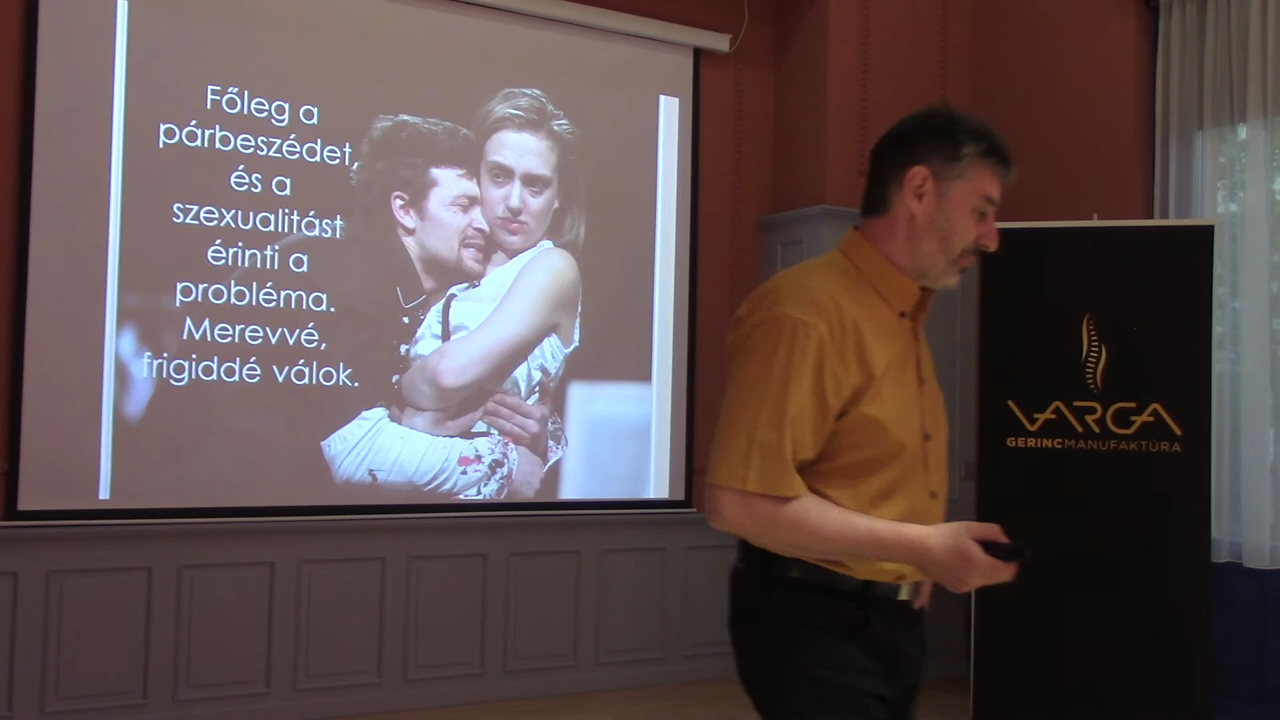 Főleg a
párbeszédet,
és a
szexualitást
érinti a
probléma.
Merevvé,
frigiddé válok.
VARGA
GERINCMANUFAKTÚRA